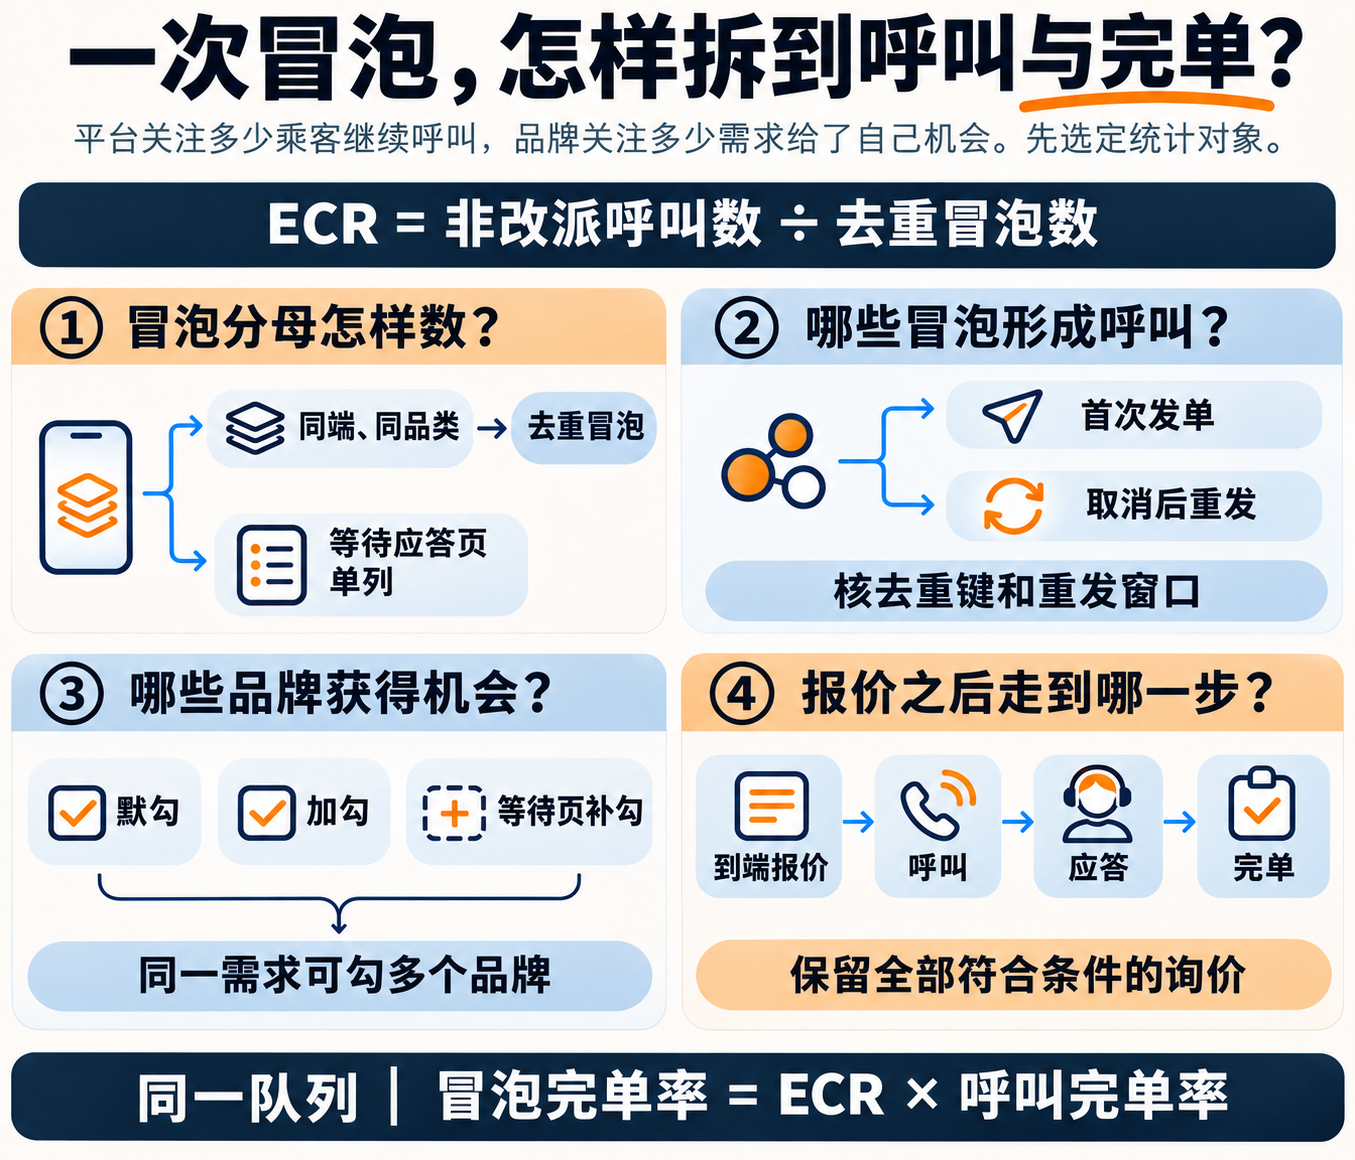 一次冒泡，怎样拆到呼叫与完单？
平台关注多少乘客继续呼叫，品牌关注多少需求给了自己机会。先选定统计对象。
ECR = 非改派呼叫数 ÷ 去重冒泡数
① 冒泡分母怎样数？
同端、同品类
去重冒泡
等待应答页
单列
② 哪些冒泡形成呼叫？
首次发单
取消后重发
核去重键和重发窗口
③ 哪些品牌获得机会？
默勾
加勾
等待页补勾
同一需求可勾多个品牌
④ 报价之后走到哪一步？
到端报价
呼叫
应答
完单
保留全部符合条件的询价
同一队列 | 冒泡完单率 = ECR × 呼叫完单率